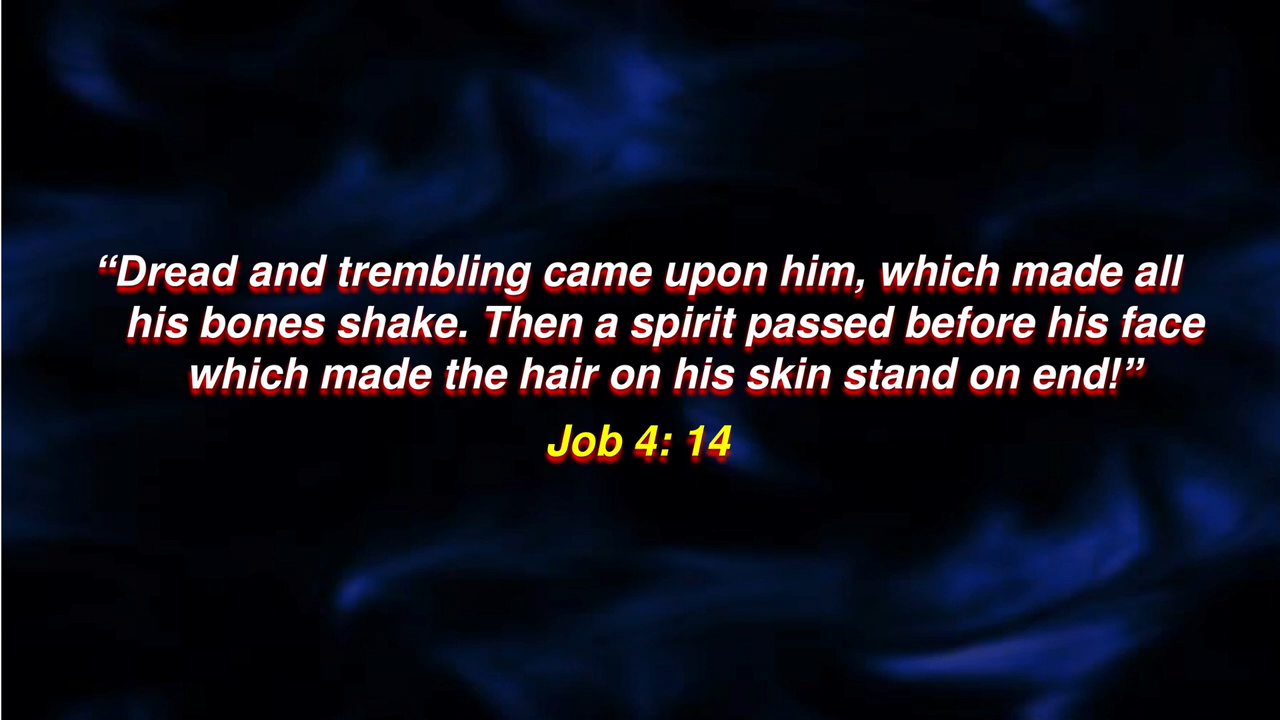 “Dread and trembling came upon him, which made all
his bones shake. Then a spirit passed before his face
which made the hair on his skin stand on end!”
Job 4: 14